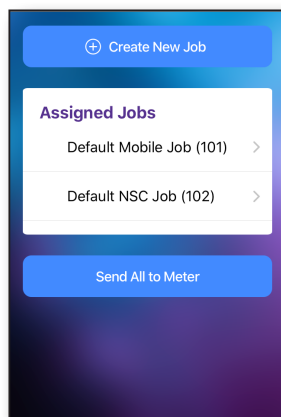 Create New Job
Assigned Jobs
Default Mobile Job (101)
Default NSC Job (102)
Send All to Meter